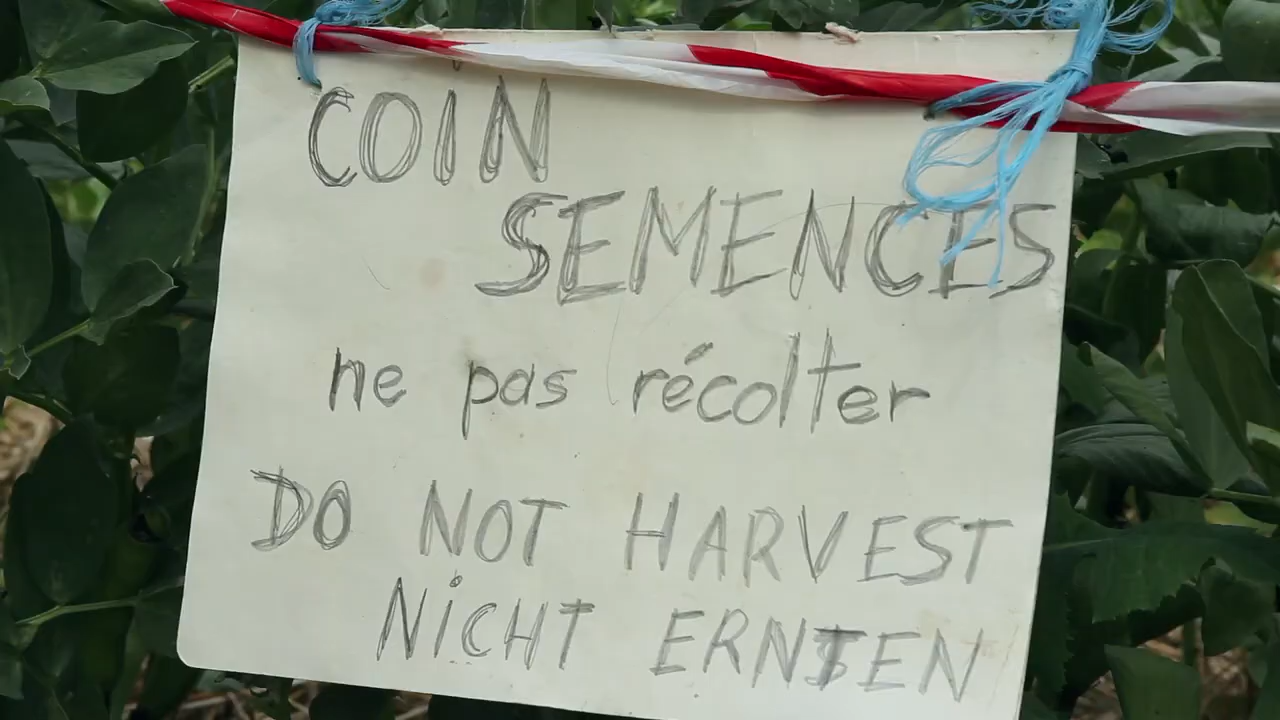 COIN
SEMENCES
ne pas récolter
DO NOT HARVEST
NiCHT ERNTEN